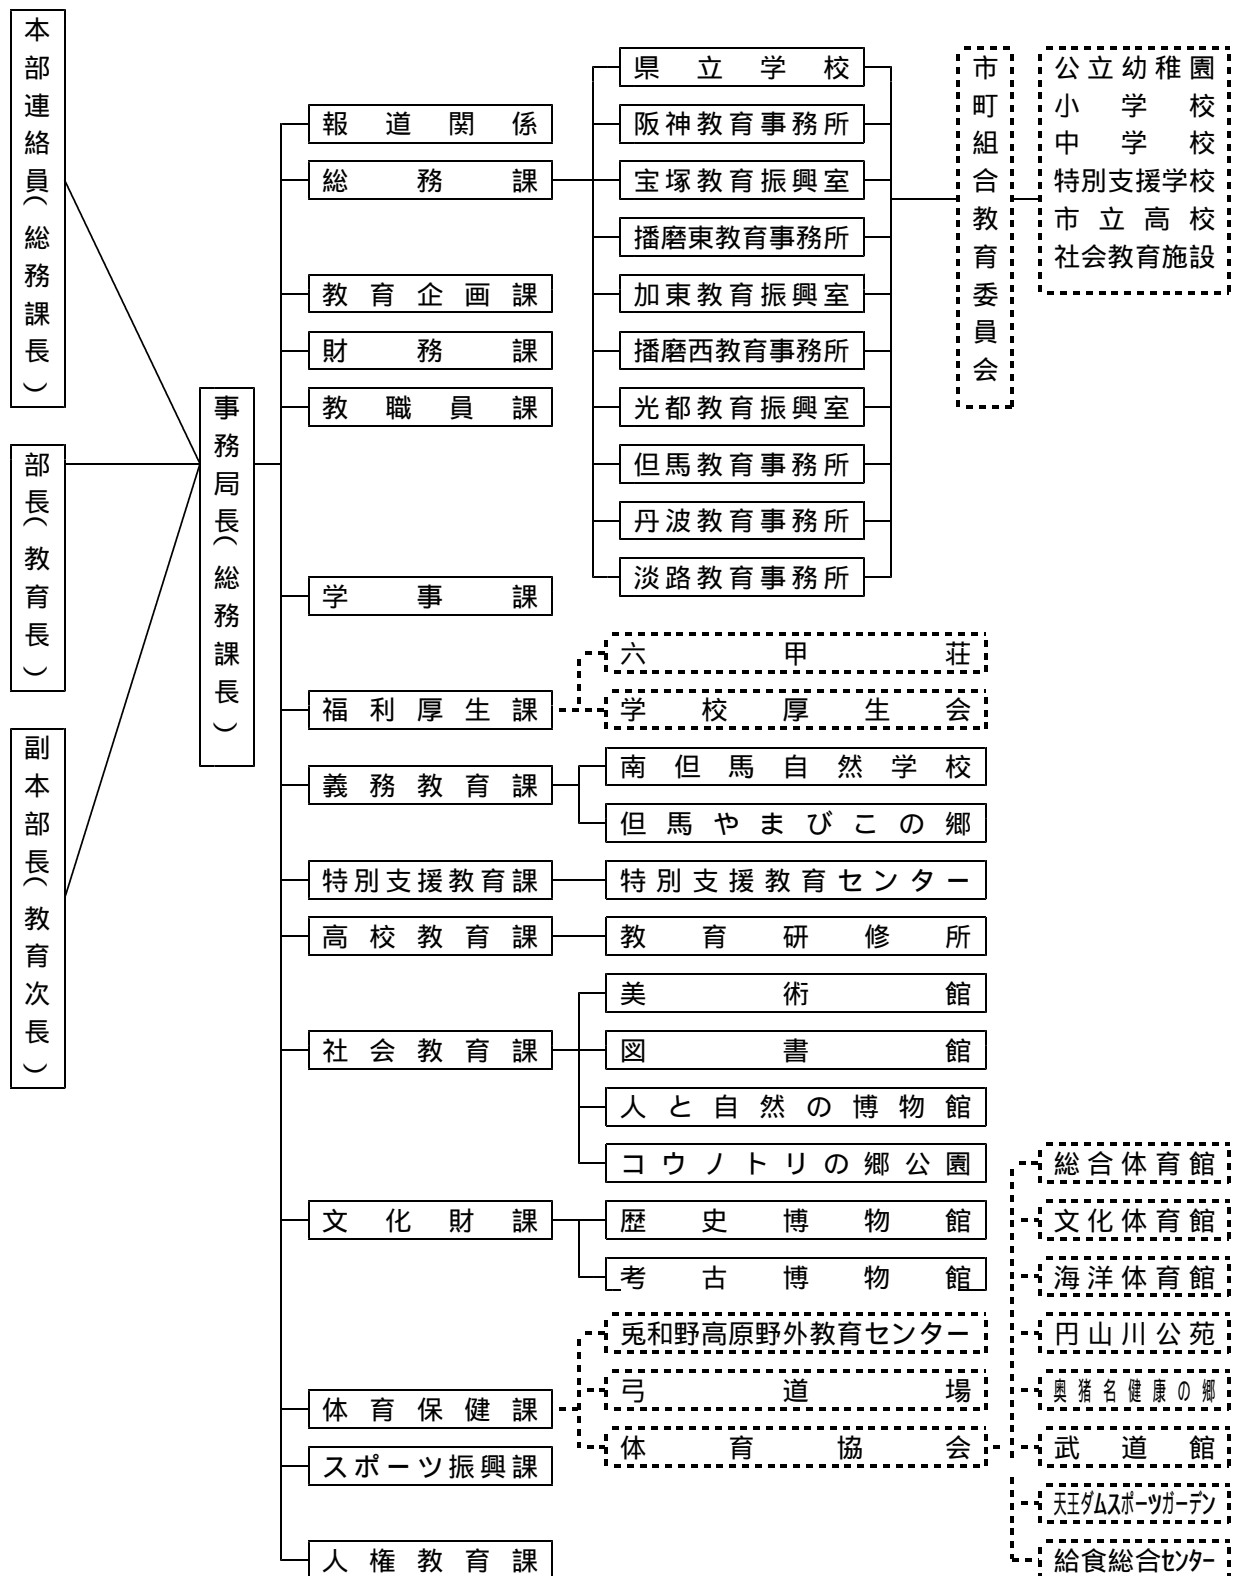 本部連絡員(総務課長)
部長(教育長)
副本部長(教育次長)
事務局長(総務課長)
報道関係
総務課
教育企画課
財務課
教職員課
学事課
福利厚生課
義務教育課
特別支援教育課
高校教育課
社会教育課
文化財課
体育保健課
スポーツ振興課
人権教育課
県立学校
阪神教育事務所
宝塚教育振興室
播磨東教育事務所
加東教育振興室
播磨西教育事務所
光都教育振興室
但馬教育事務所
丹波教育事務所
淡路教育事務所
六甲荘
学校厚生会
南但馬自然学校
但馬やまびこの郷
特別支援教育センター
教育研修所
美術館
図書館
人と自然の博物館
コウノトリの郷公園
歴史博物館
考古博物館
兎和野高原野外教育センター
弓道場
体育協会
市町組合教育委員会
公立幼稚園
小学校
中学校
特別支援学校
市立高校
社会教育施設
総合体育館
文化体育館
海洋体育館
円山川公苑
奥猪名健康の郷
武道館
天王ダムスポーツガーデン
給食総合センター